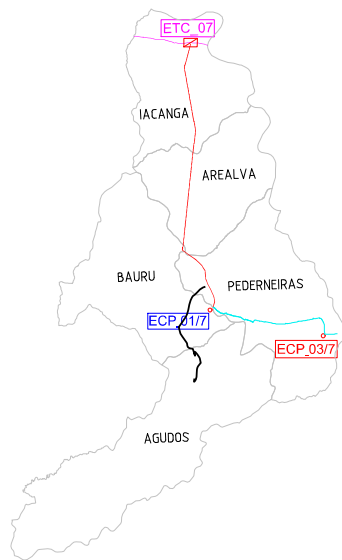 ETC_07
IACANGA
AREALVA
BAURU
PEDERNEIRAS
ECP_01/7
ECP_03/7
AGUDOS